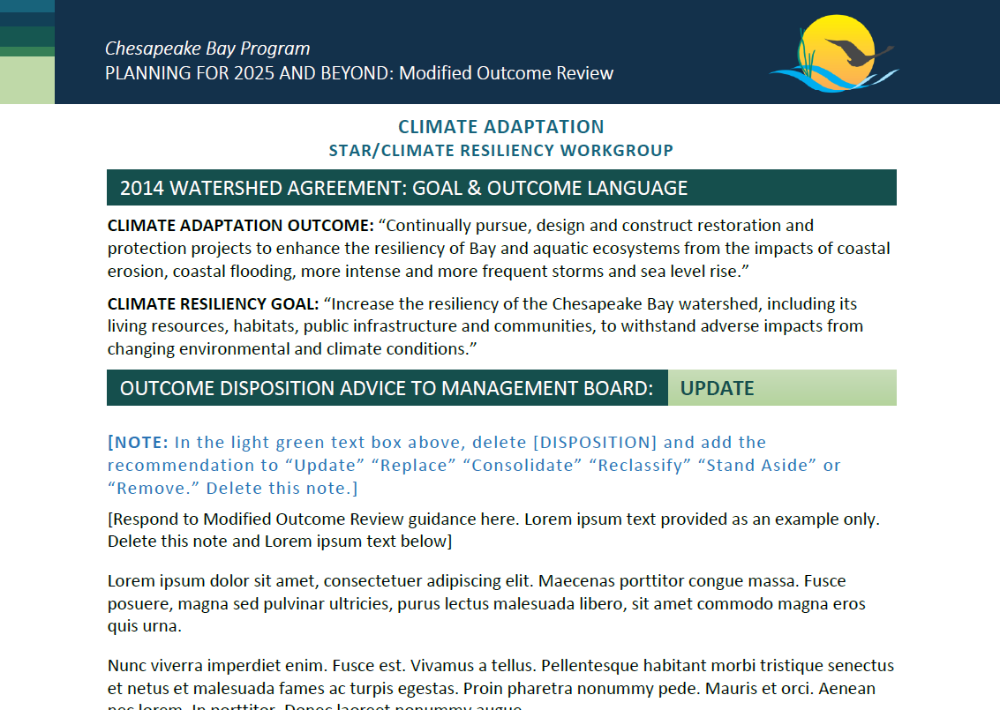 Chesapeake Bay Program
PLANNING FOR 2025 AND BEYOND: Modified Outcome Review
CLIMATE ADAPTATION
STAR/CLIMATE RESILIENCY WORKGROUP
2014 WATERSHED AGREEMENT: GOAL & OUTCOME LANGUAGE
CLIMATE ADAPTATION OUTCOME: “Continually pursue, design and construct restoration and
protection projects to enhance the resiliency of Bay and aquatic ecosystems from the impacts of coastal
erosion, coastal flooding, more intense and more frequent storms and sea level rise.”
CLIMATE RESILIENCY GOAL: “Increase the resiliency of the Chesapeake Bay watershed, including its
living resources, habitats, public infrastructure and communities, to withstand adverse impacts from
changing environmental and climate conditions.”
OUTCOME DISPOSITION ADVICE TO MANAGEMENT BOARD: UPDATE
[NOTE: In the light green text box above, delete [DISPOSITION] and add the
recommendation to “Update” “Replace” “Consolidate” “Reclassify” “Stand Aside” or
“Remove.” Delete this note.]
[Respond to Modified Outcome Review guidance here. Lorem ipsum text provided as an example only.
Delete this note and Lorem ipsum text below]
Lorem ipsum dolor sit amet, consectetuer adipiscing elit. Maecenas porttitor congue massa. Fusce
posuere, magna sed pulvinar ultricies, purus lectus malesuada libero, sit amet commodo magna eros
quis urna.
Nunc viverra imperdiet enim. Fusce est. Vivamus a tellus. Pellentesque habitant morbi tristique senectus
et netus et malesuada fames ac turpis egestas. Proin pharetra nonummy pede. Mauris et orci. Aenean
nec lorem. In porttitor. Donec laoreet nonummy augue.